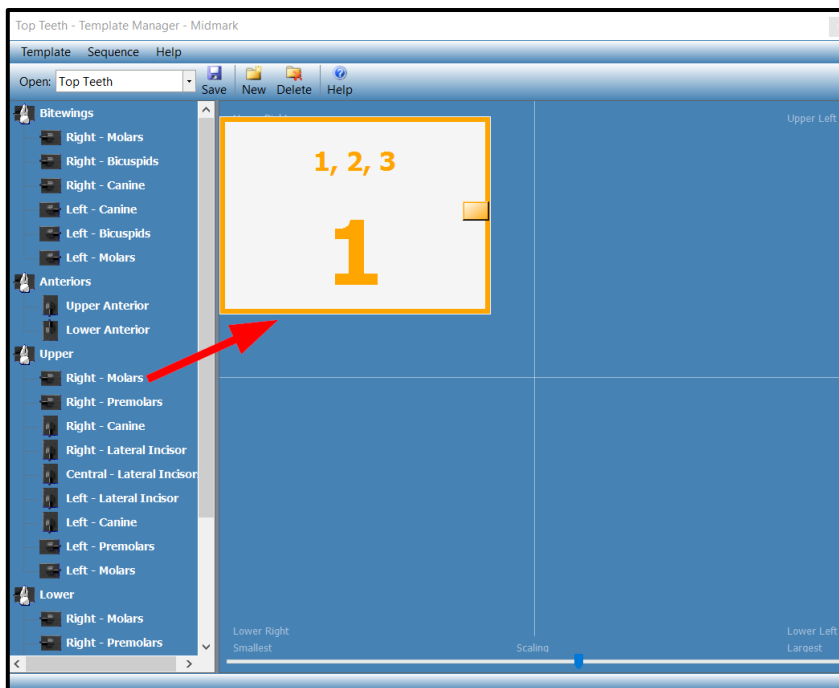 Top Teeth - Template Manager - Midmark
Template Sequence Help
Open: Top Teeth Save New Delete Help
Bitewings
Right - Molars
Right - Bicuspids
Right - Canine
Left - Canine
Left - Bicuspids
Left - Molars
Anteriors
Upper Anterior
Lower Anterior
Upper
Right - Molars
Right - Premolars
Right - Canine
Right - Lateral Incisor
Central - Lateral Incisor
Left - Lateral Incisor
Left - Canine
Left - Premolars
Left - Molars
Lower
Right - Molars
Right - Premolars
Upper Left
1, 2, 3
1
Lower Right Lower Left
Smallest Scaling Largest